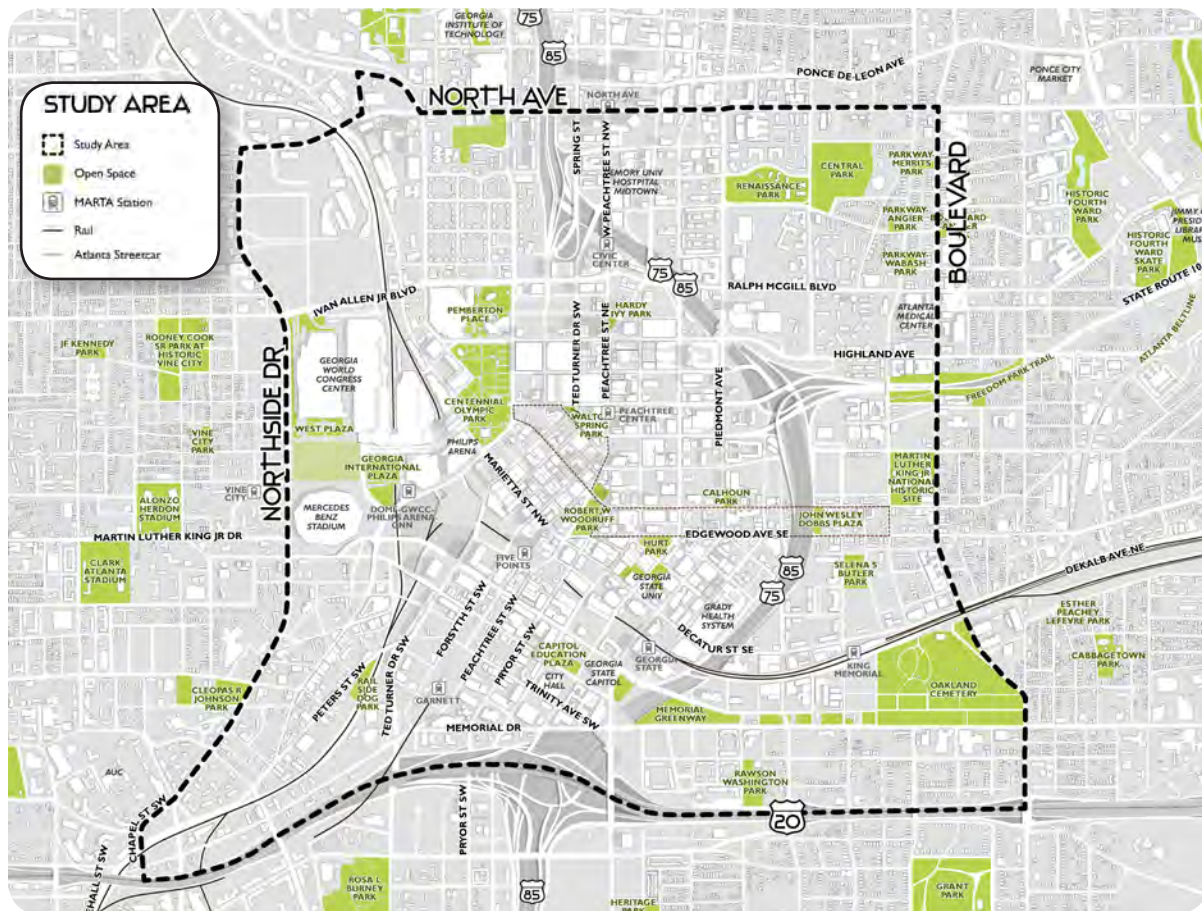 GEORGIA
INSTITUTE OF
TECHNOLOGY
75
85
PONCE DE LEON AVE
PONCE CITY
MARKET
STUDY AREA
Study Area
Open Space
MARTA Station
Rail
Atlanta Streetcar
NORTH AVE
NORTH AVE
SPRING ST
W PEACHTREE ST NW
EMORY UNIV
HOSTPITAL
MIDTOWN
RENAISSANCE
PARK
CENTRAL
PARK
PARKWAY-
MERRITS
PARK
PARKWAY-
ANGIER
PARK
PARKWAY-
WABASH
PARK
BOULEVARD
HISTORIC
FOURTH
WARD
PARK
HISTORIC
FOURTH
WARD SKATE
PARK
STATE ROUTE 10
ATLANTA BELTLINE
CIVIC
CENTER
75
85
RALPH MCGILL BLVD
ATLANTA
MEDICAL
CENTER
HIGHLAND AVE
FREEDOM PARK TRAIL
IVAN ALLEN JR BLVD
PEMBERTON
PLACE
HARDY
IVY PARK
TED TURNER DR SW
PEACHTREE ST NE
PIEDMONT AVE
JF KENNEDY
PARK
RODNEY COOK
SR PARK AT
HISTORIC
VINE CITY
NORTHSIDE DR
GEORGIA
WORLD
CONGRESS
CENTER
CENTENNIAL
OLYMPIC
PARK
PEACHTREE
CENTER
WEST PLAZA
PHILIPS
ARENA
VINE
CITY
PARK
GEORGIA
INTERNATIONAL
PLAZA
MARIETTA ST NW
MARTIN
LUTHER
KING JR
NATIONAL
HISTORIC
SITE
VINE
CITY
ALONZO
HERDON
STADIUM
MERCEDES
BENZ
STADIUM
DOME-GWCC-
PHILIPS ARENA-
CNN
ROBERT W
WOODRUFF
PARK
CALHOUN
PARK
JOHN WESLEY
DOBBS PLAZA
MARTIN LUTHER KING JR DR
EDGEWOOD AVE SE
HURT
PARK
FIVE
POINTS
CLARK
ATLANTA
STADIUM
GEORGIA
STATE
UNIV
85
75
SELENA S
BUTLER
PARK
DEKALB AVE NE
GRADY
HEALTH
SYSTEM
FORSYTH ST SW
PEACHTREE ST SW
PRYOR ST SW
DECATUR ST SE
ESTHER
PEACHEY
LEFEVRE PARK
CABBAGETOWN
PARK
CAPITOL
EDUCATION
PLAZA
CITY
HALL
GEORGIA
STATE
CAPITOL
GEORGIA
STATE
KING
MEMORIAL
OAKLAND
CEMETERY
CLEOPAS R
JOHNSON
PARK
PETERS ST SW
RAIL
SIDE
DOG
PARK
TED TURNER DR SW
GARNETT
TRINITY AVE SW
MEMORIAL
GREENWAY
MEMORIAL DR
AUC
CHAPEL ST SW
RAWSON
WASHINGTON
PARK
20
PRYOR ST SW
ROSA L
BURNEY
PARK
85
HERITAGE
GRANT
PARK